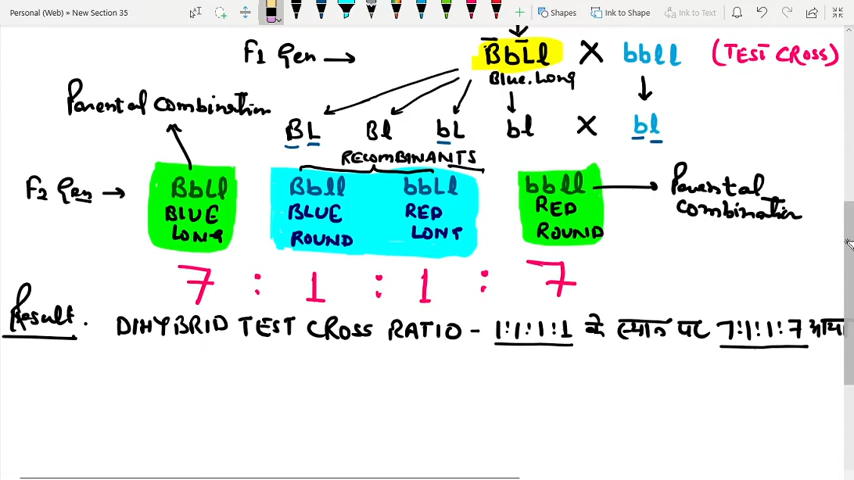 Personal (Web) » New Section 35
Shapes Ink to Shape Ink to Text
F1 Gen → BbLl X bbll (TEST CROSS)
Blue.Long
Parental Combination
BL Bl bL bl X bl
RECOMBINANTS
F2 Gen → BbLl Bbll bbLl bbll → Parental combination
BLUE LONG BLUE ROUND RED LONG RED ROUND
7 : 1 : 1 : 7
Result. DIHYBRID TEST CROSS RATIO - 1:1:1:1 के स्थान पर 7:1:1:7